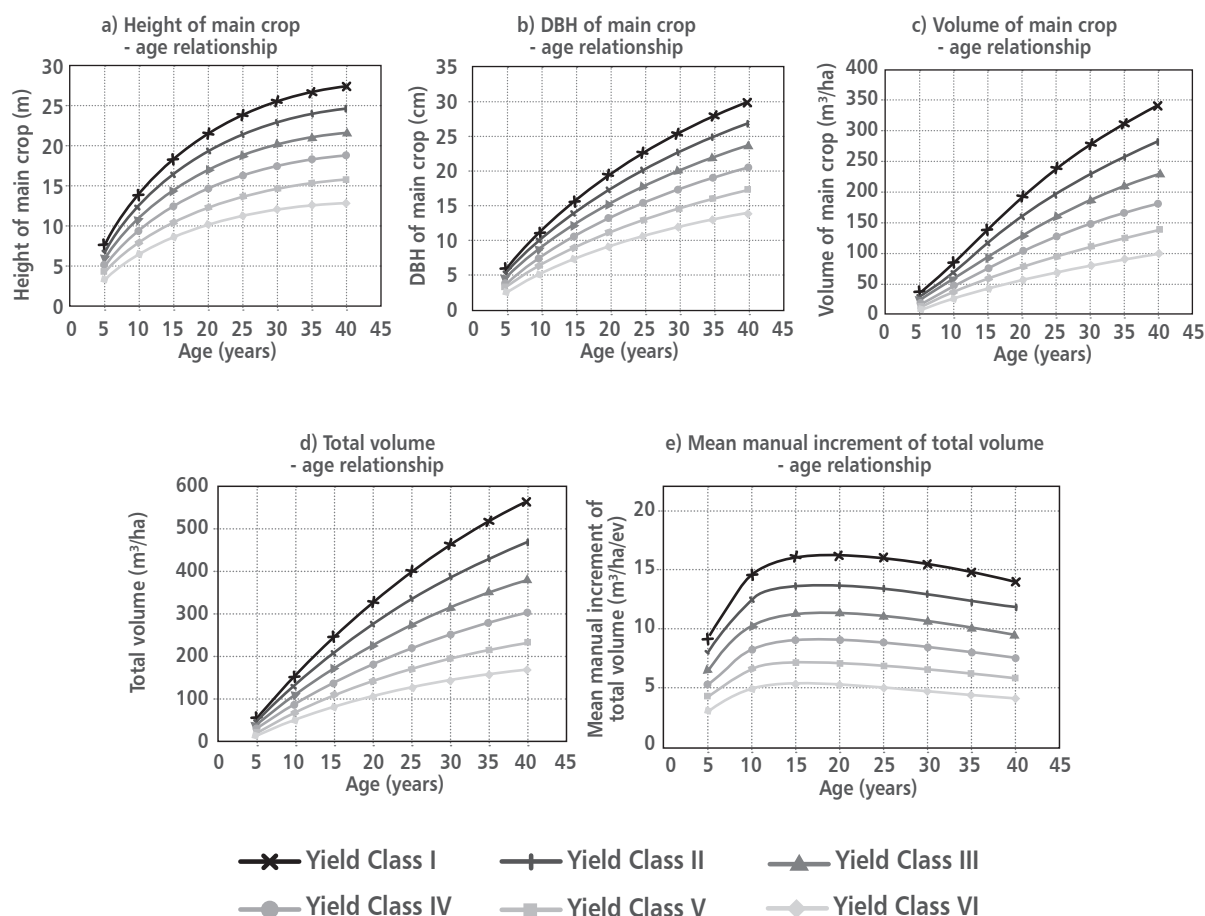 a) Height of main crop
- age relationship
Height of main crop (m)
30
25
20
15
10
5
0
0 5 10 15 20 25 30 35 40 45
Age (years)
b) DBH of main crop
- age relationship
DBH of main crop (cm)
35
30
25
20
15
10
5
0
0 5 10 15 20 25 30 35 40 45
Age (years)
c) Volume of main crop
- age relationship
Volume of main crop (m³/ha)
400
350
300
250
200
150
100
50
0
0 5 10 15 20 25 30 35 40 45
Age (years)
d) Total volume
- age relationship
Total volume (m³/ha)
600
500
400
300
200
100
0
0 5 10 15 20 25 30 35 40 45
Age (years)
e) Mean manual increment of total volume
- age relationship
Mean manual increment of
total volume (m³/ha/ev)
20
15
10
5
0
0 5 10 15 20 25 30 35 40 45
Age (years)
Yield Class I Yield Class II Yield Class III
Yield Class IV Yield Class V Yield Class VI